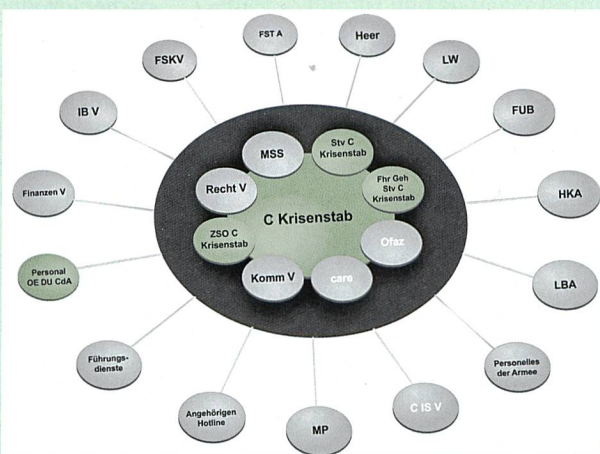 FST A
Heer
LW
FUB
HKA
LBA
Personelles
der Armee
C IS V
MP
Angehörigen
Hotline
Führungs-
dienste
Personal
OE DU CdA
Finanzen V
IB V
FSKV
MSS
Stv C
Krisenstab
Fhr Geh
Stv C
Krisenstab
Ofaz
care
Komm V
ZSO C
Krisenstab
Recht V
C Krisenstab